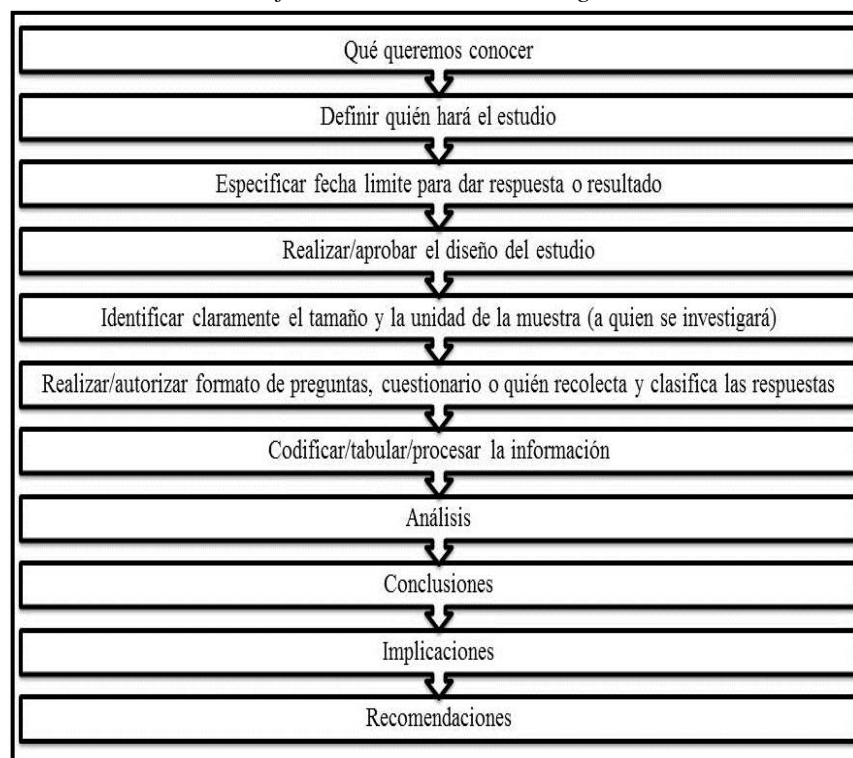 Qué queremos conocer
Definir quién hará el estudio
Especificar fecha limite para dar respuesta o resultado
Realizar/aprobar el diseño del estudio
Identificar claramente el tamaño y la unidad de la muestra (a quien se investigará)
Realizar/autorizar formato de preguntas, cuestionario o quién recolecta y clasifica las respuestas
Codificar/tabular/procesar la información
Análisis
Conclusiones
Implicaciones
Recomendaciones